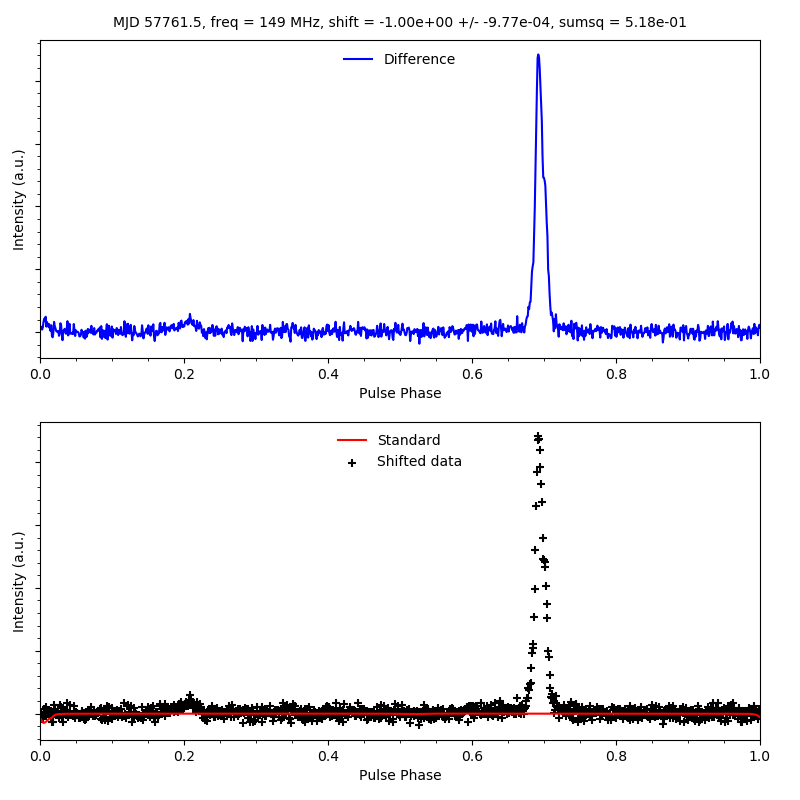 MJD 57761.5, freq = 149 MHz, shift = -1.00e+00 +/- -9.77e-04, sumsq = 5.18e-01
Difference
Intensity (a.u.)
0.0 0.2 0.4 0.6 0.8 1.0
Pulse Phase
Standard
Shifted data
Intensity (a.u.)
0.0 0.2 0.4 0.6 0.8 1.0
Pulse Phase